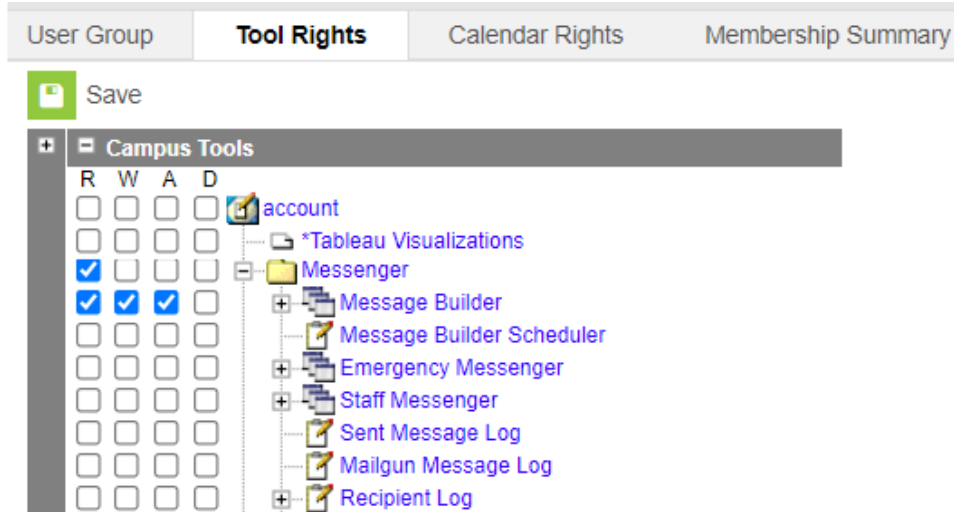 User Group Tool Rights Calendar Rights Membership Summary
Save
Campus Tools
R W A D
account
*Tableau Visualizations
Messenger
Message Builder
Message Builder Scheduler
Emergency Messenger
Staff Messenger
Sent Message Log
Mailgun Message Log
Recipient Log